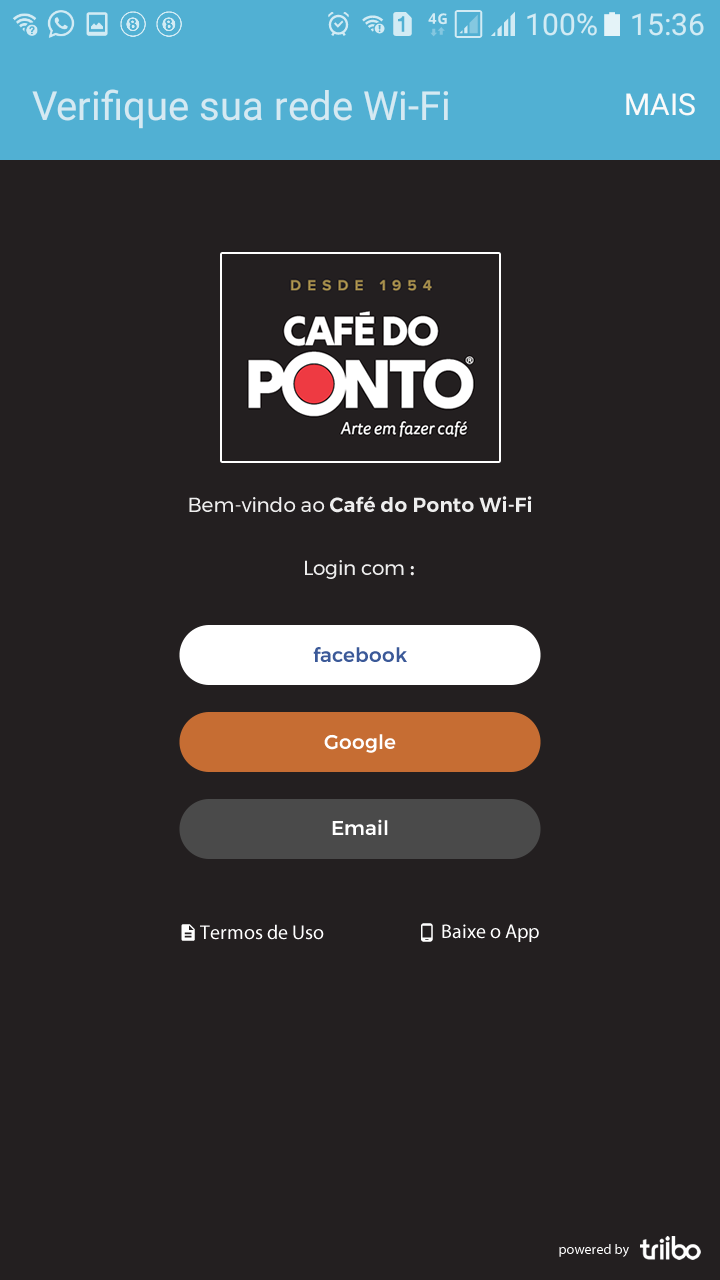 1 4G 100% 15:36
Verifique sua rede Wi-Fi MAIS
DESDE 1954
CAFÉ DO
PONTO®
Arte em fazer café
Bem-vindo ao Café do Ponto Wi-Fi
Login com :
facebook
Google
Email
Termos de Uso Baixe o App
powered by triibo